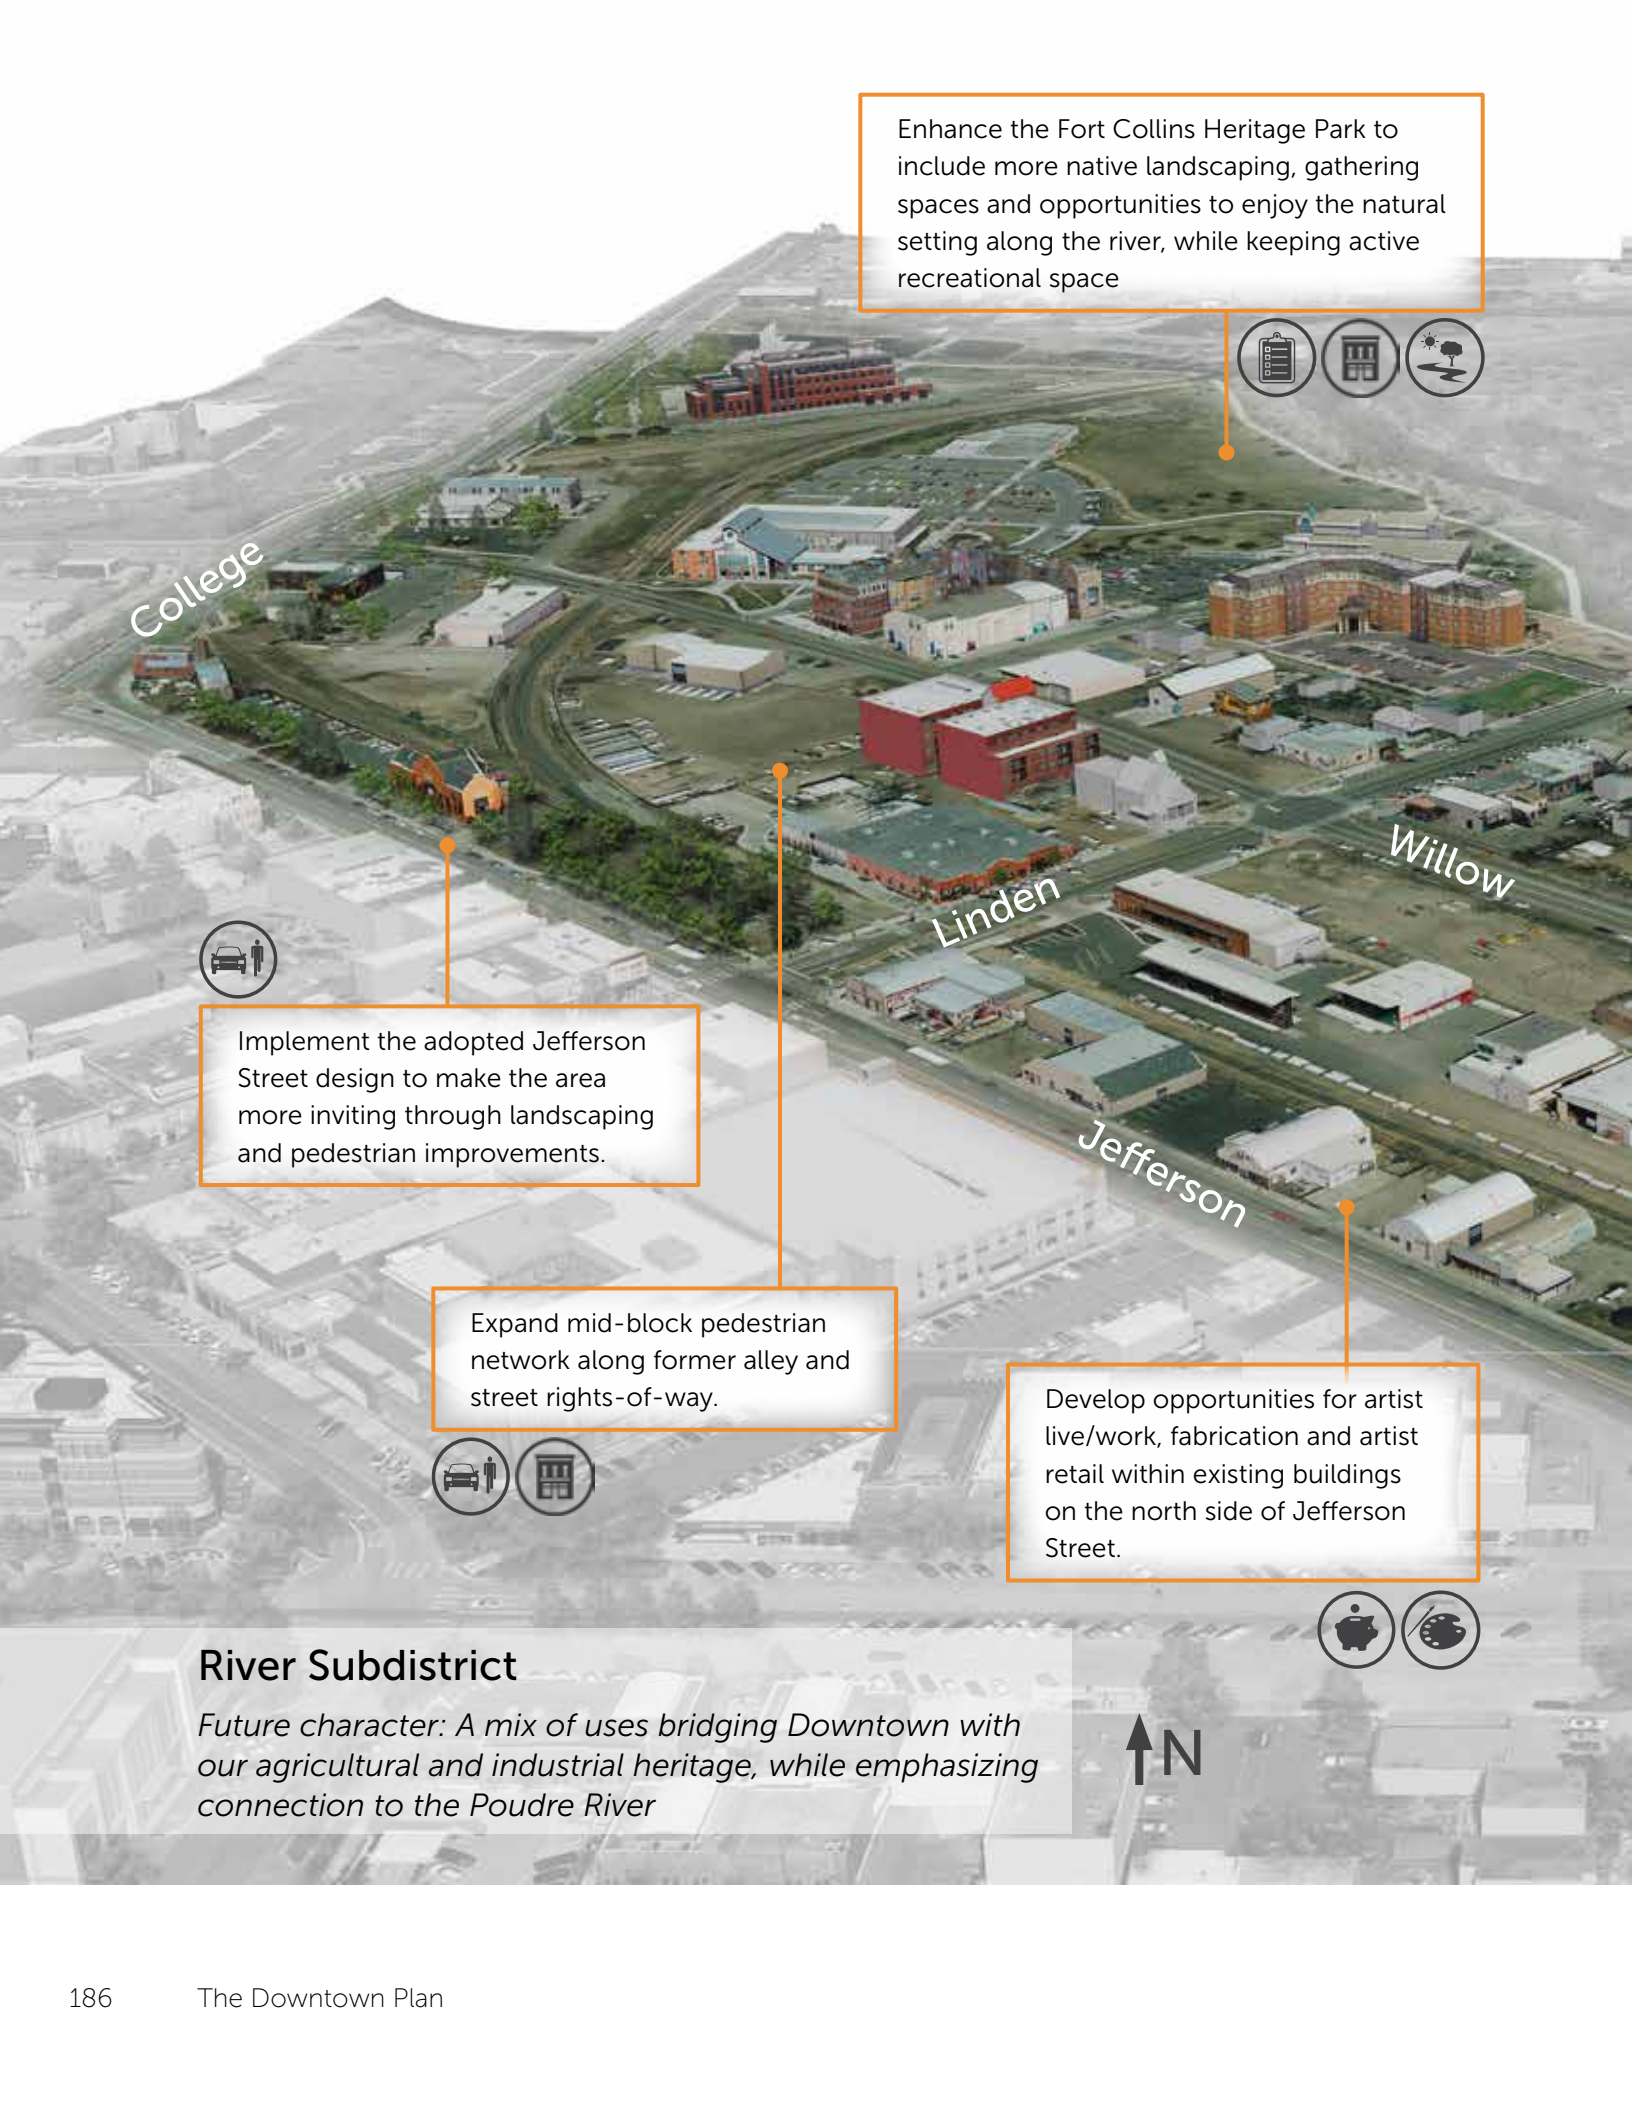 Enhance the Fort Collins Heritage Park to
include more native landscaping, gathering
spaces and opportunities to enjoy the natural
setting along the river, while keeping active
recreational space
College
Willow
Linden
Implement the adopted Jefferson
Street design to make the area
more inviting through landscaping
and pedestrian improvements.
Jefferson
Expand mid-block pedestrian
network along former alley and
street rights-of-way.
Develop opportunities for artist
live/work, fabrication and artist
retail within existing buildings
on the north side of Jefferson
Street.
River Subdistrict
Future character: A mix of uses bridging Downtown with
our agricultural and industrial heritage, while emphasizing
connection to the Poudre River
N
186 The Downtown Plan